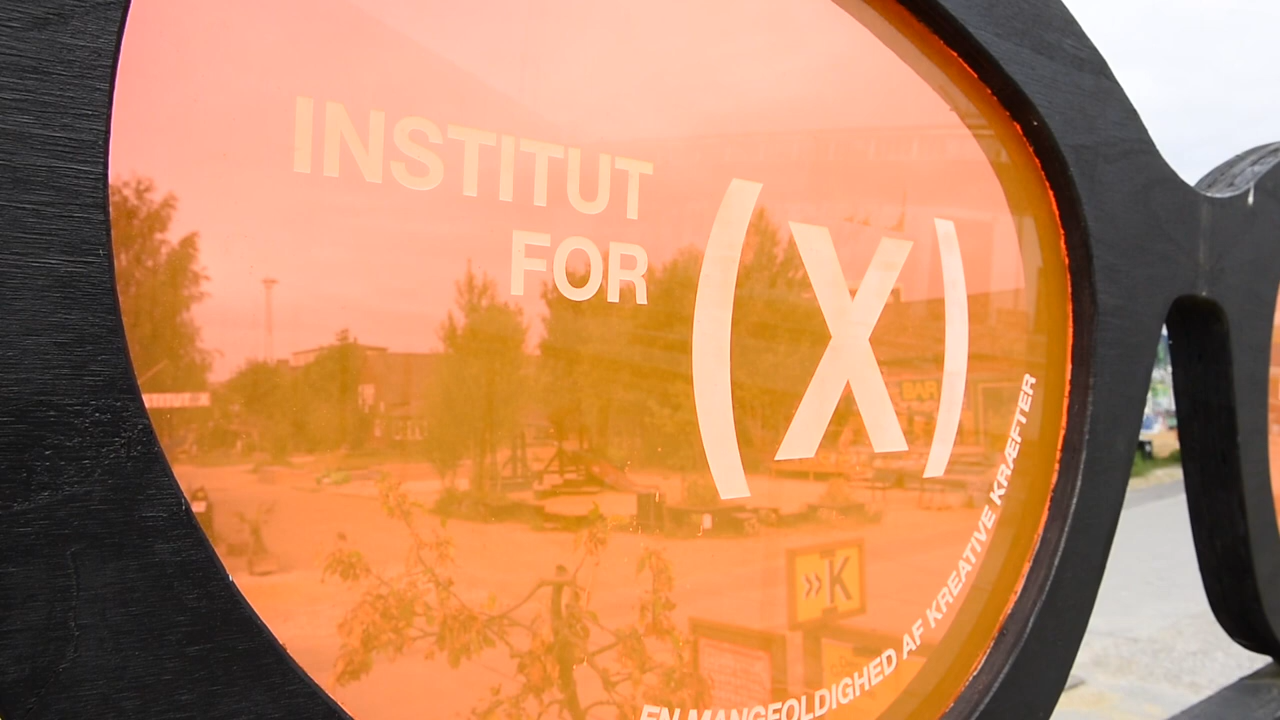 INSTITUT
FOR
(X)
BAR
»K
EN MANGFOLDIGHED AF KREATIVE KRÆFTER